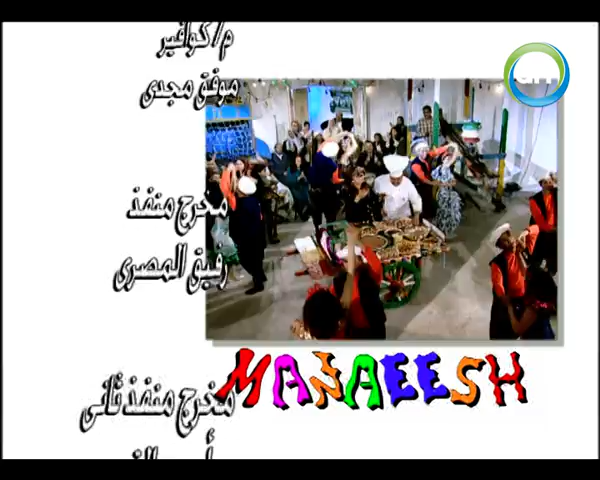 م/كوافير
موفق مجدى
مخرج منفذ
رفيق المصرى
مخرج منفذ ثانى
MANAEESH